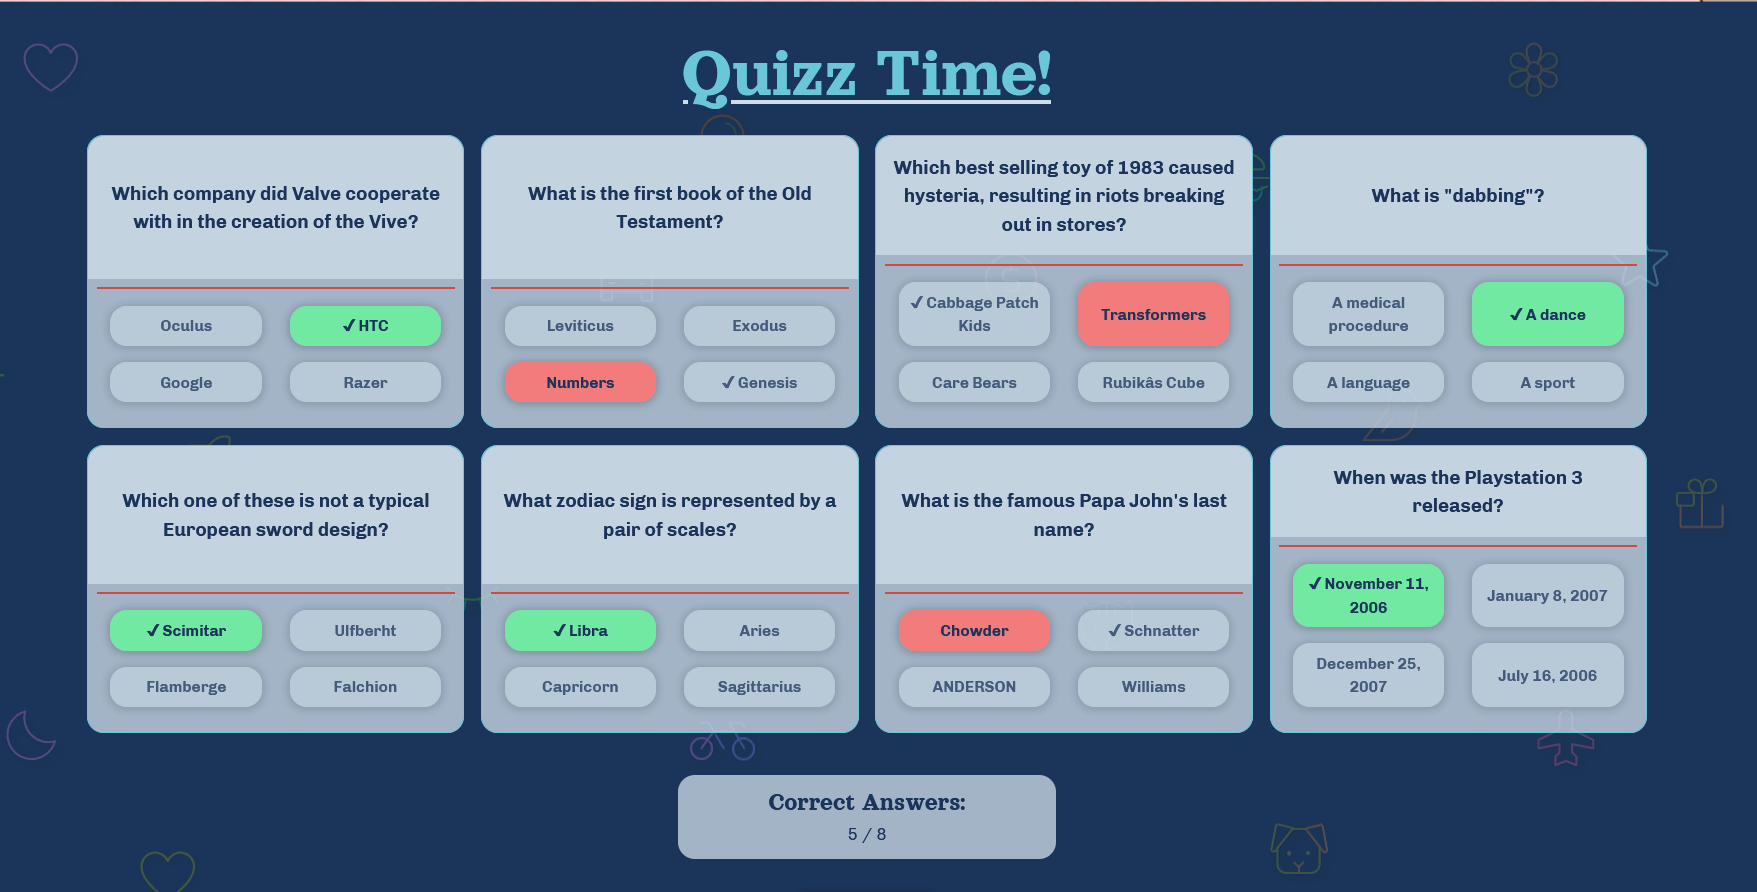 Quizz Time!
Which company did Valve cooperate
with in the creation of the Vive?
Oculus
✓ HTC
Google
Razer
What is the first book of the Old
Testament?
Leviticus
Exodus
Numbers
✓ Genesis
Which best selling toy of 1983 caused
hysteria, resulting in riots breaking
out in stores?
✓ Cabbage Patch
Kids
Transformers
Care Bears
Rubikâs Cube
What is "dabbing"?
A medical
procedure
✓ A dance
A language
A sport
Which one of these is not a typical
European sword design?
✓ Scimitar
Ulfberht
Flamberge
Falchion
What zodiac sign is represented by a
pair of scales?
✓ Libra
Aries
Capricorn
Sagittarius
What is the famous Papa John's last
name?
Chowder
✓ Schnatter
ANDERSON
Williams
When was the Playstation 3
released?
✓ November 11,
2006
January 8, 2007
December 25,
2007
July 16, 2006
Correct Answers:
5 / 8